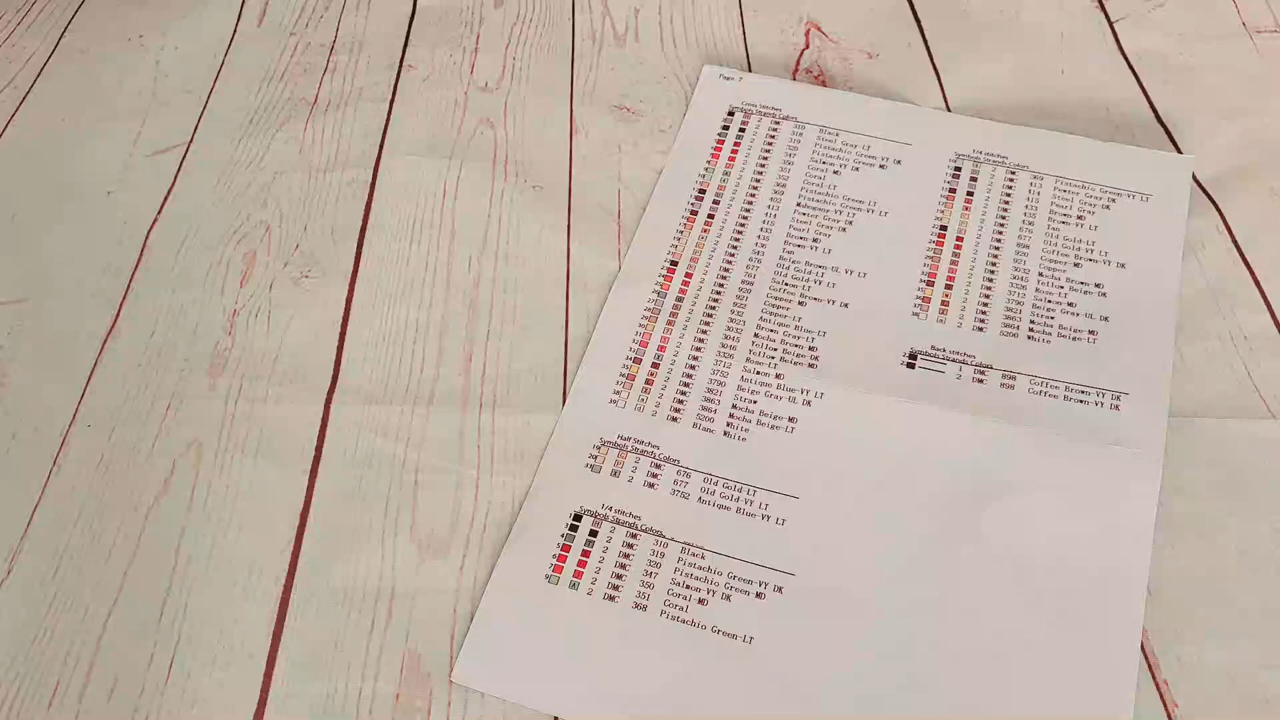 Page 7
Cross Stitches
Symbols Strands Colors
2 DMC 310 Black
2 DMC 318 Steel Gray-LT
2 DMC 319 Pistachio Green-VY DK
2 DMC 320 Pistachio Green-MD
2 DMC 347 Salmon-VY DK
2 DMC 350 Coral-MD
2 DMC 351 Coral
2 DMC 352 Coral-LT
2 DMC 368 Pistachio Green-LT
2 DMC 369 Pistachio Green-VY LT
2 DMC 402 Mahogany-VY LT
2 DMC 413 Pewter Gray-DK
2 DMC 414 Steel Gray-DK
2 DMC 415 Pearl Gray
2 DMC 433 Brown-MD
2 DMC 435 Brown-VY LT
2 DMC 436 Tan
2 DMC 543 Beige Brown-UL VY LT
2 DMC 676 Old Gold-LT
2 DMC 677 Old Gold-VY LT
2 DMC 761 Salmon-LT
2 DMC 898 Coffee Brown-VY DK
2 DMC 920 Copper-MD
2 DMC 921 Copper
2 DMC 922 Copper-LT
2 DMC 932 Antique Blue-LT
2 DMC 3023 Brown Gray-LT
2 DMC 3032 Mocha Brown-MD
2 DMC 3045 Yellow Beige-DK
2 DMC 3046 Yellow Beige-MD
2 DMC 3326 Rose-LT
2 DMC 3712 Salmon-MD
2 DMC 3752 Antique Blue-VY LT
2 DMC 3790 Beige Gray-UL DK
2 DMC 3821 Straw
2 DMC 3863 Mocha Beige-MD
2 DMC 3864 Mocha Beige-LT
2 DMC 5200 White
2 DMC Blanc White
Half Stitches
Symbols Strands Colors
2 DMC 676 Old Gold-LT
2 DMC 677 Old Gold-VY LT
2 DMC 3752 Antique Blue-VY LT
1/4 stitches
Symbols Strands Colors
2 DMC 310 Black
2 DMC 319 Pistachio Green-VY DK
2 DMC 320 Pistachio Green-MD
2 DMC 347 Salmon-VY DK
2 DMC 350 Coral-MD
2 DMC 351 Coral
2 DMC 368 Pistachio Green-LT
1/4 stitches
Symbols Strands Colors
2 DMC 369 Pistachio Green-VY LT
2 DMC 413 Pewter Gray-DK
2 DMC 414 Steel Gray-DK
2 DMC 415 Pearl Gray
2 DMC 433 Brown-MD
2 DMC 435 Brown-VY LT
2 DMC 436 Tan
2 DMC 676 Old Gold-LT
2 DMC 677 Old Gold-VY LT
2 DMC 898 Coffee Brown-VY DK
2 DMC 920 Copper-MD
2 DMC 921 Copper
2 DMC 3032 Mocha Brown-MD
2 DMC 3045 Yellow Beige-DK
2 DMC 3326 Rose-LT
2 DMC 3712 Salmon-MD
2 DMC 3790 Beige Gray-UL DK
2 DMC 3821 Straw
2 DMC 3863 Mocha Beige-MD
2 DMC 3864 Mocha Beige-LT
2 DMC 5200 White
Back stitches
Symbols Strands Colors
1 DMC 898 Coffee Brown-VY DK
2 DMC 898 Coffee Brown-VY DK